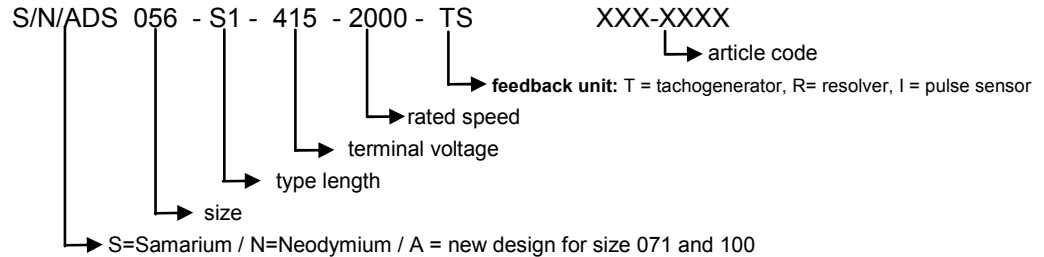 S/N/ADS 056 - S1 - 415 - 2000 - TS XXX-XXXX
article code
feedback unit: T = tachogenerator, R= resolver, I = pulse sensor
rated speed
terminal voltage
type length
size
S=Samarium / N=Neodymium / A = new design for size 071 and 100